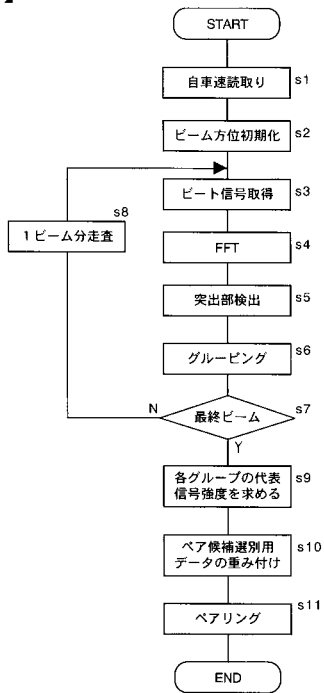 START
自車速読取り
s1
ビーム方位初期化
s2
ビート信号取得
s3
s8
1ビーム分走査
FFT
s4
突出部検出
s5
グルーピング
s6
最終ビーム
s7
N
Y
各グループの代表
信号強度を求める
s9
ペア候補選別用
データの重み付け
s10
ペアリング
s11
END